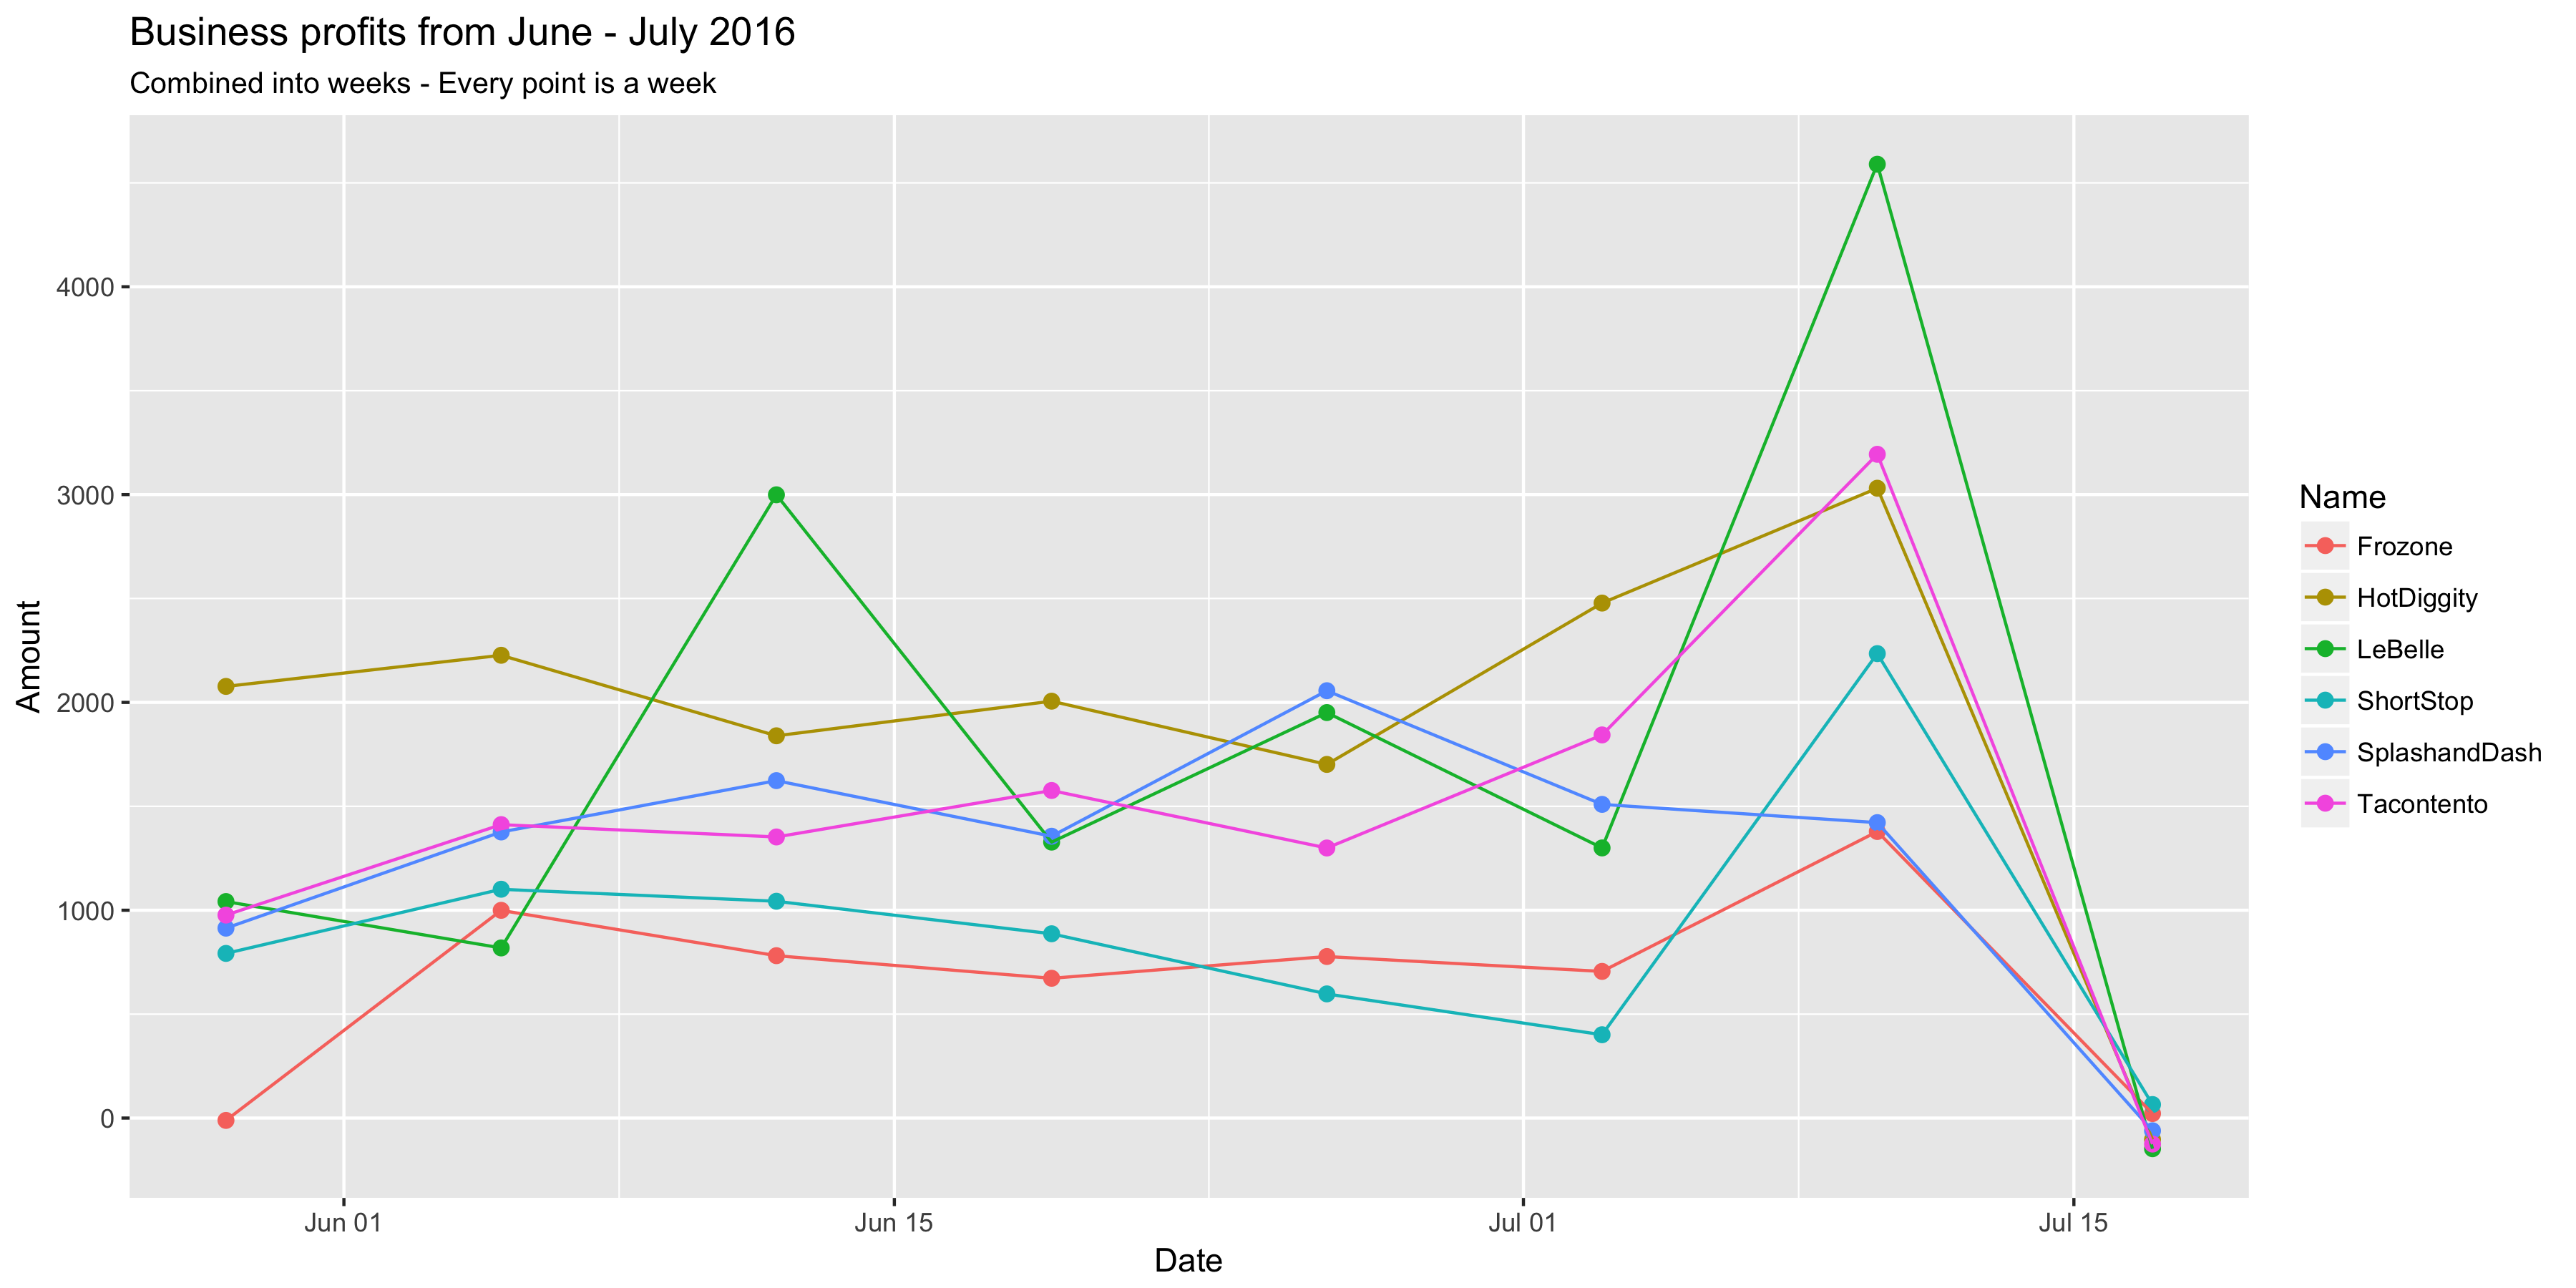 Business profits from June - July 2016
Combined into weeks - Every point is a week
Amount
4000
3000
2000
1000
0
Jun 01
Jun 15
Jul 01
Jul 15
Date
Name
Frozone
HotDiggity
LeBelle
ShortStop
SplashandDash
Tacontento